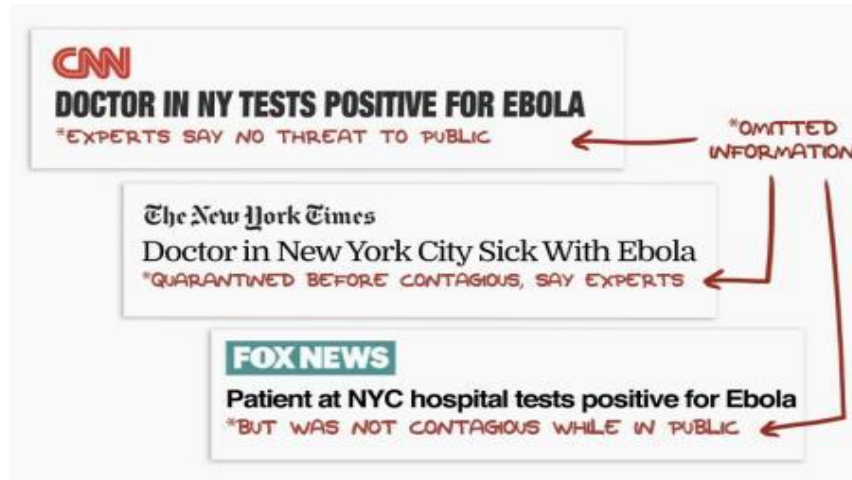 CNN
DOCTOR IN NY TESTS POSITIVE FOR EBOLA
*EXPERTS SAY NO THREAT TO PUBLIC
*OMITTED
INFORMATION
The New York Times
Doctor in New York City Sick With Ebola
*QUARANTINED BEFORE CONTAGIOUS, SAY EXPERTS
FOX NEWS
Patient at NYC hospital tests positive for Ebola
*BUT WAS NOT CONTAGIOUS WHILE IN PUBLIC